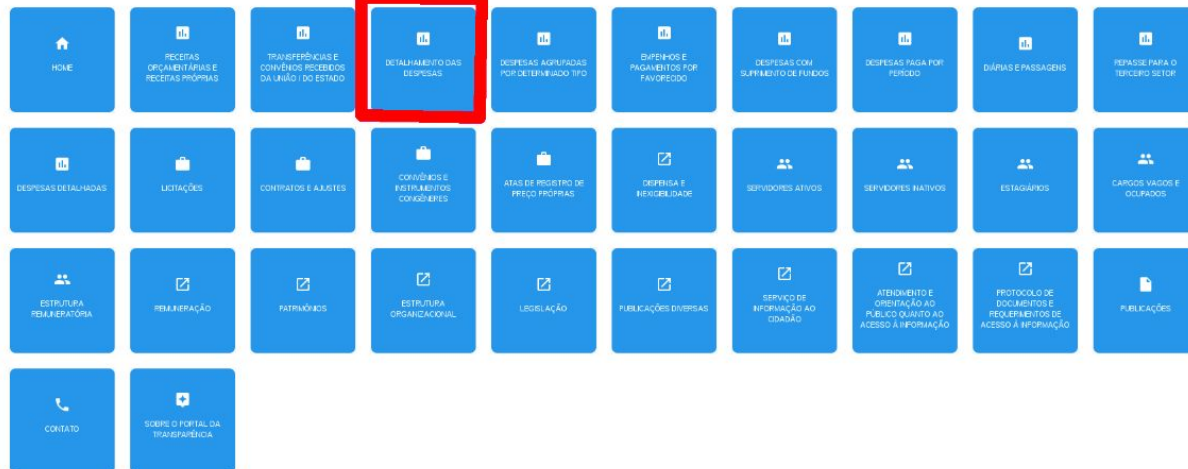 HOME
RECEITAS
ORÇAMENTÁRIAS E
RECEITAS PRÓPRIAS
TRANSFERÊNCIAS E
CONVÊNIOS RECEBIDOS
DA UNIÃO I DO ESTADO
DETALHAMENTO DAS
DESPESAS
DESPESAS AGRUPADAS
POR DETERMINADO TIPO
EMPENHOS E
PAGAMENTOS POR
FAVORECIDO
DESPESAS COM
SUPRIMENTO DE FUNDOS
DESPESAS PAGA POR
PERÍODO
DIÁRIAS E PASSAGENS
REPASSE PARA O
TERCEIRO SETOR
DESPESAS DETALHADAS
LICITAÇÕES
CONTRATOS E AJUSTES
CONVÊNIOS E
INSTRUMENTOS
CONGÊNERES
ATAS DE REGISTRO DE
PREÇO PRÓPRIAS
DISPENSA E
INEXIGIBILIDADE
SERVIDORES ATIVOS
SERVIDORES INATIVOS
ESTAGIÁRIOS
CARGOS VAGOS E
OCUPADOS
ESTRUTURA
REMUNERATÓRIA
REMUNERAÇÃO
PATRIMÔNIOS
ESTRUTURA
ORGANIZACIONAL
LEGISLAÇÃO
PUBLICAÇÕES DIVERSAS
SERVIÇO DE
INFORMAÇÃO AO
CIDADÃO
ATENDIMENTO E
ORIENTAÇÃO AO
PÚBLICO QUANTO AO
ACESSO À INFORMAÇÃO
PROTOCOLO DE
DOCUMENTOS E
REQUERIMENTOS DE
ACESSO À INFORMAÇÃO
PUBLICAÇÕES
CONTATO
SOBRE O PORTAL DA
TRANSPARÊNCIA